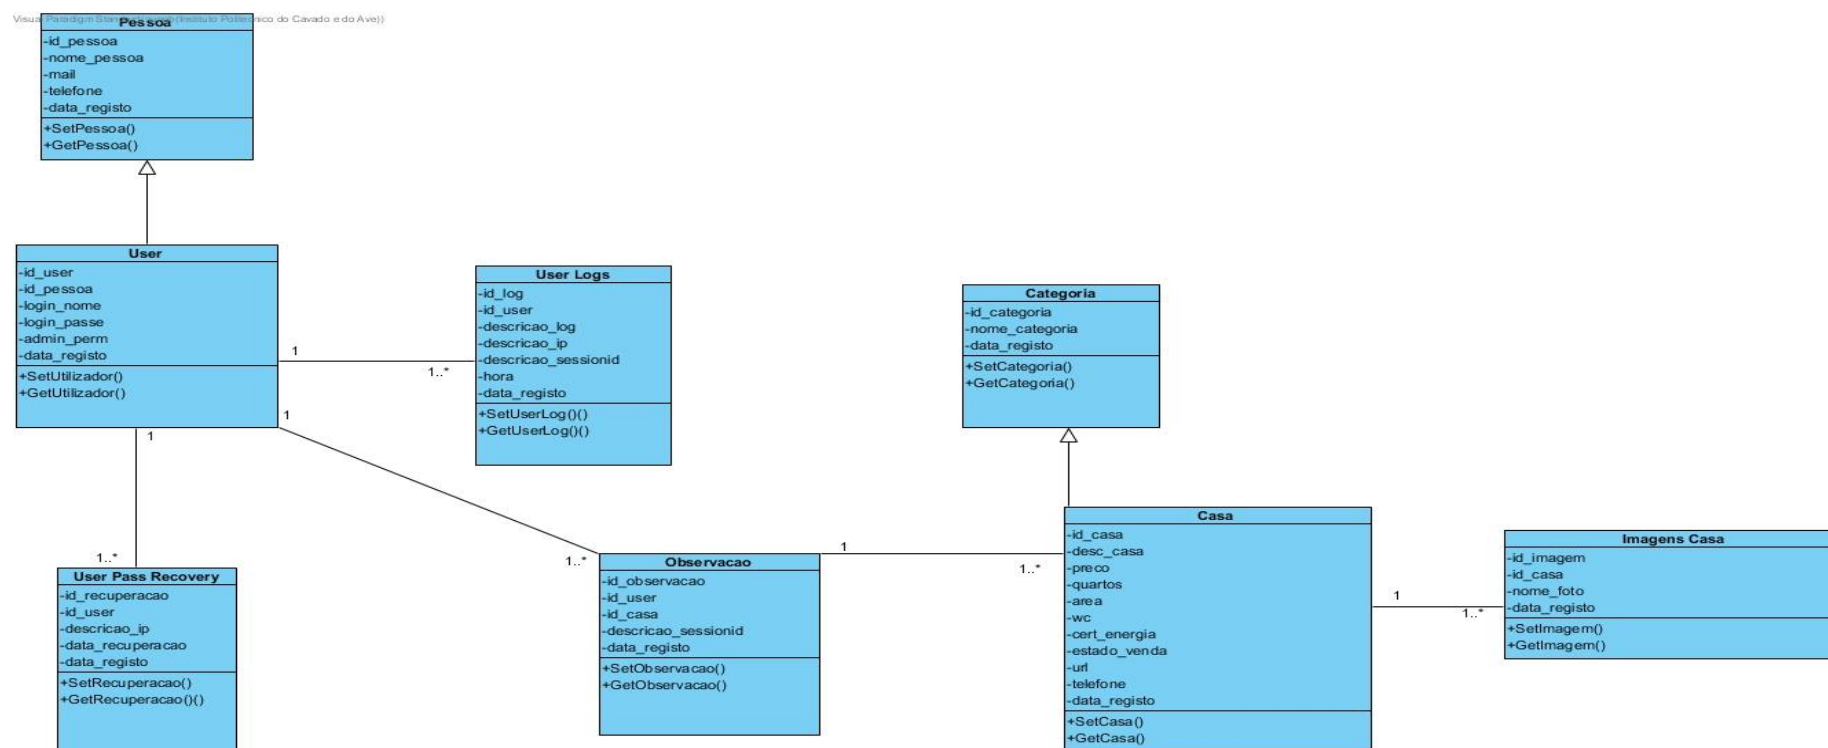 Visual Paradigm Standard (Instituto Politécnico do Cavado e do Ave))
Pessoa
-id_pessoa
-nome_pessoa
-mail
-telefone
-data_registo
+SetPessoa()
+GetPessoa()
User
-id_user
-id_pessoa
-login_nome
-login_passe
-admin_perm
-data_registo
+SetUtilizador()
+GetUtilizador()
1
1..*
User Logs
-id_log
-id_user
-descricao_log
-descricao_ip
-descricao_sessionid
-hora
-data_registo
+SetUserLog()()
+GetUserLog()()
Categoria
-id_categoria
-nome_categoria
-data_registo
+SetCategoria()
+GetCategoria()
1
1
1..*
User Pass Recovery
-id_recuperacao
-id_user
-descricao_ip
-data_recuperacao
-data_registo
+SetRecuperacao()
+GetRecuperacao()()
1..*
Observacao
-id_observacao
-id_user
-id_casa
-descricao_sessionid
-data_registo
+SetObservacao()
+GetObservacao()
1
1..*
Casa
-id_casa
-desc_casa
-preco
-quartos
-area
-wc
-cert_energia
-estado_venda
-url
-telefone
-data_registo
+SetCasa()
+GetCasa()
1
1..*
Imagens Casa
-id_imagem
-id_casa
-nome_foto
-data_registo
+SetImagem()
+GetImagem()